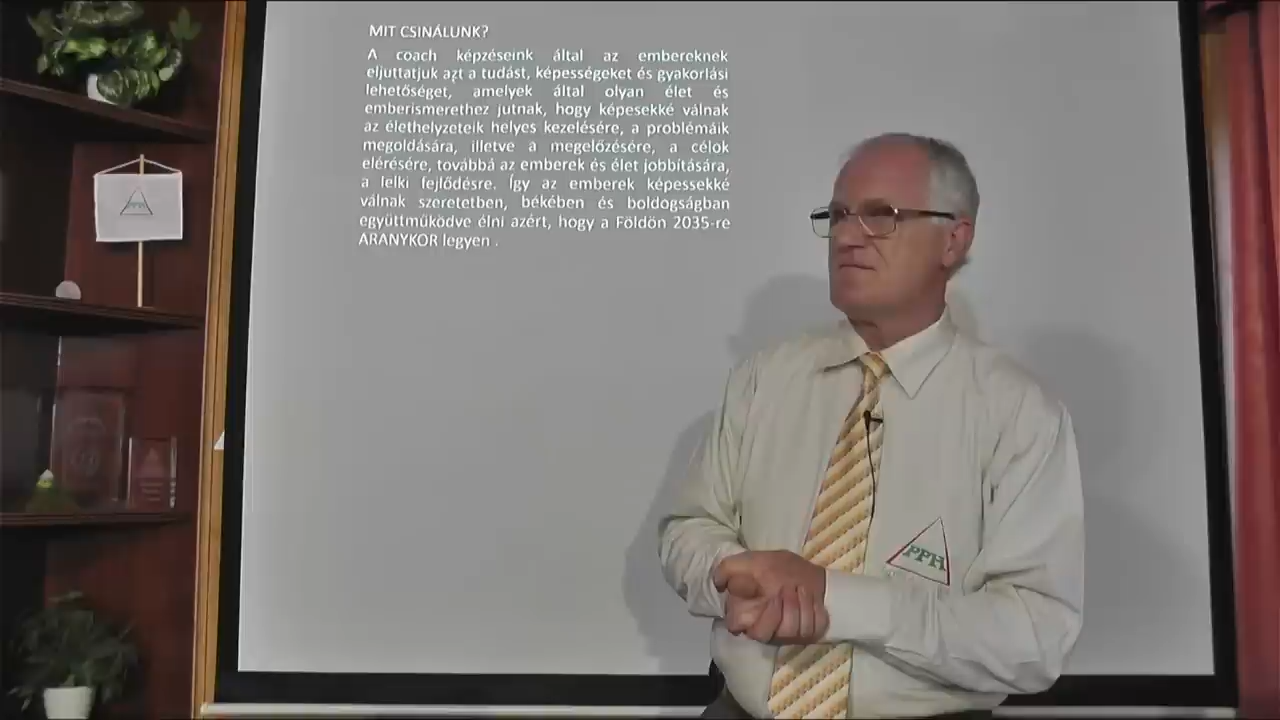 MIT CSINÁLUNK?
A coach képzéseink által az embereknek
eljuttatjuk azt a tudást, képességeket és gyakorlási
lehetőséget, amelyek által olyan élet és
emberismerethez jutnak, hogy képesekké válnak
az élethelyzeteik helyes kezelésére, a problémáik
megoldására, illetve a megelőzésére, a célok
elérésére, továbbá az emberek és élet jobbítására,
a lelki fejlődésre. Így az emberek képessekké
válnak szeretetben, békében és boldogságban
együttműködve élni azért, hogy a Földön 2035-re
ARANYKOR legyen .
PPH
PPH